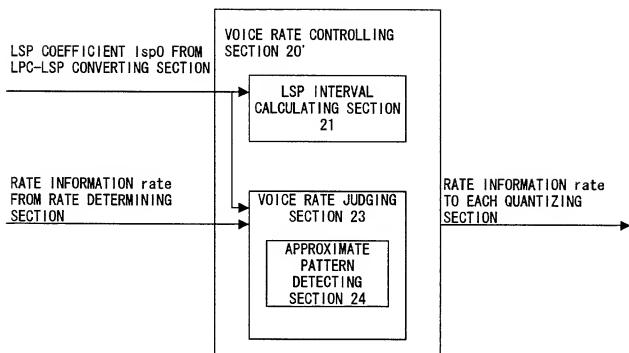 LSP COEFFICIENT lsp0 FROM
LPC-LSP CONVERTING SECTION
VOICE RATE CONTROLLING
SECTION 20'
LSP INTERVAL
CALCULATING SECTION
21
RATE INFORMATION rate
FROM RATE DETERMINING
SECTION
VOICE RATE JUDGING
SECTION 23
APPROXIMATE
PATTERN
DETECTING
SECTION 24
RATE INFORMATION rate
TO EACH QUANTIZING
SECTION